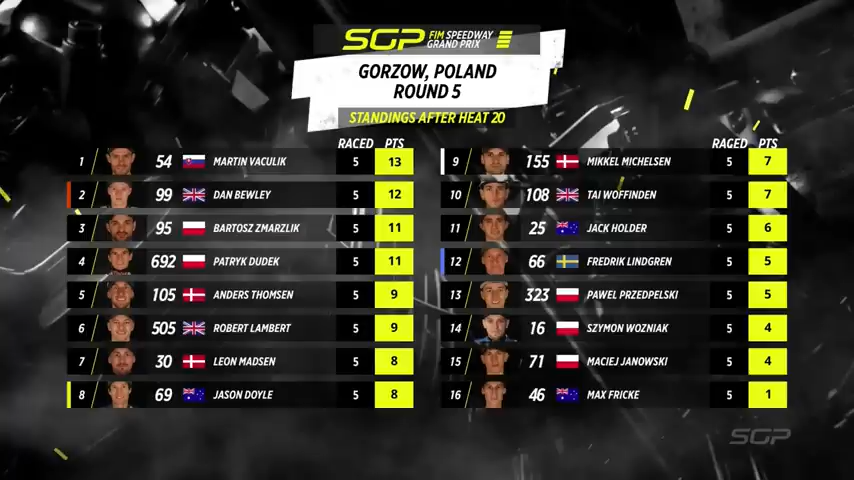 SGP FIM SPEEDWAY
GRAND PRIX
GORZOW, POLAND
ROUND 5
STANDINGS AFTER HEAT 20
RACED PTS
1 54 MARTIN VACULIK 5 13
2 99 DAN BEWLEY 5 12
3 95 BARTOSZ ZMARZLIK 5 11
4 692 PATRYK DUDEK 5 11
5 105 ANDERS THOMSEN 5 9
6 505 ROBERT LAMBERT 5 9
7 30 LEON MADSEN 5 8
8 69 JASON DOYLE 5 8
RACED PTS
9 155 MIKKEL MICHELSEN 5 7
10 108 TAI WOFFINDEN 5 7
11 25 JACK HOLDER 5 6
12 66 FREDRIK LINDGREN 5 5
13 323 PAWEL PRZEDPELSKI 5 5
14 16 SZYMON WOZNIAK 5 4
15 71 MACIEJ JANOWSKI 5 4
16 46 MAX FRICKE 5 1
SGP